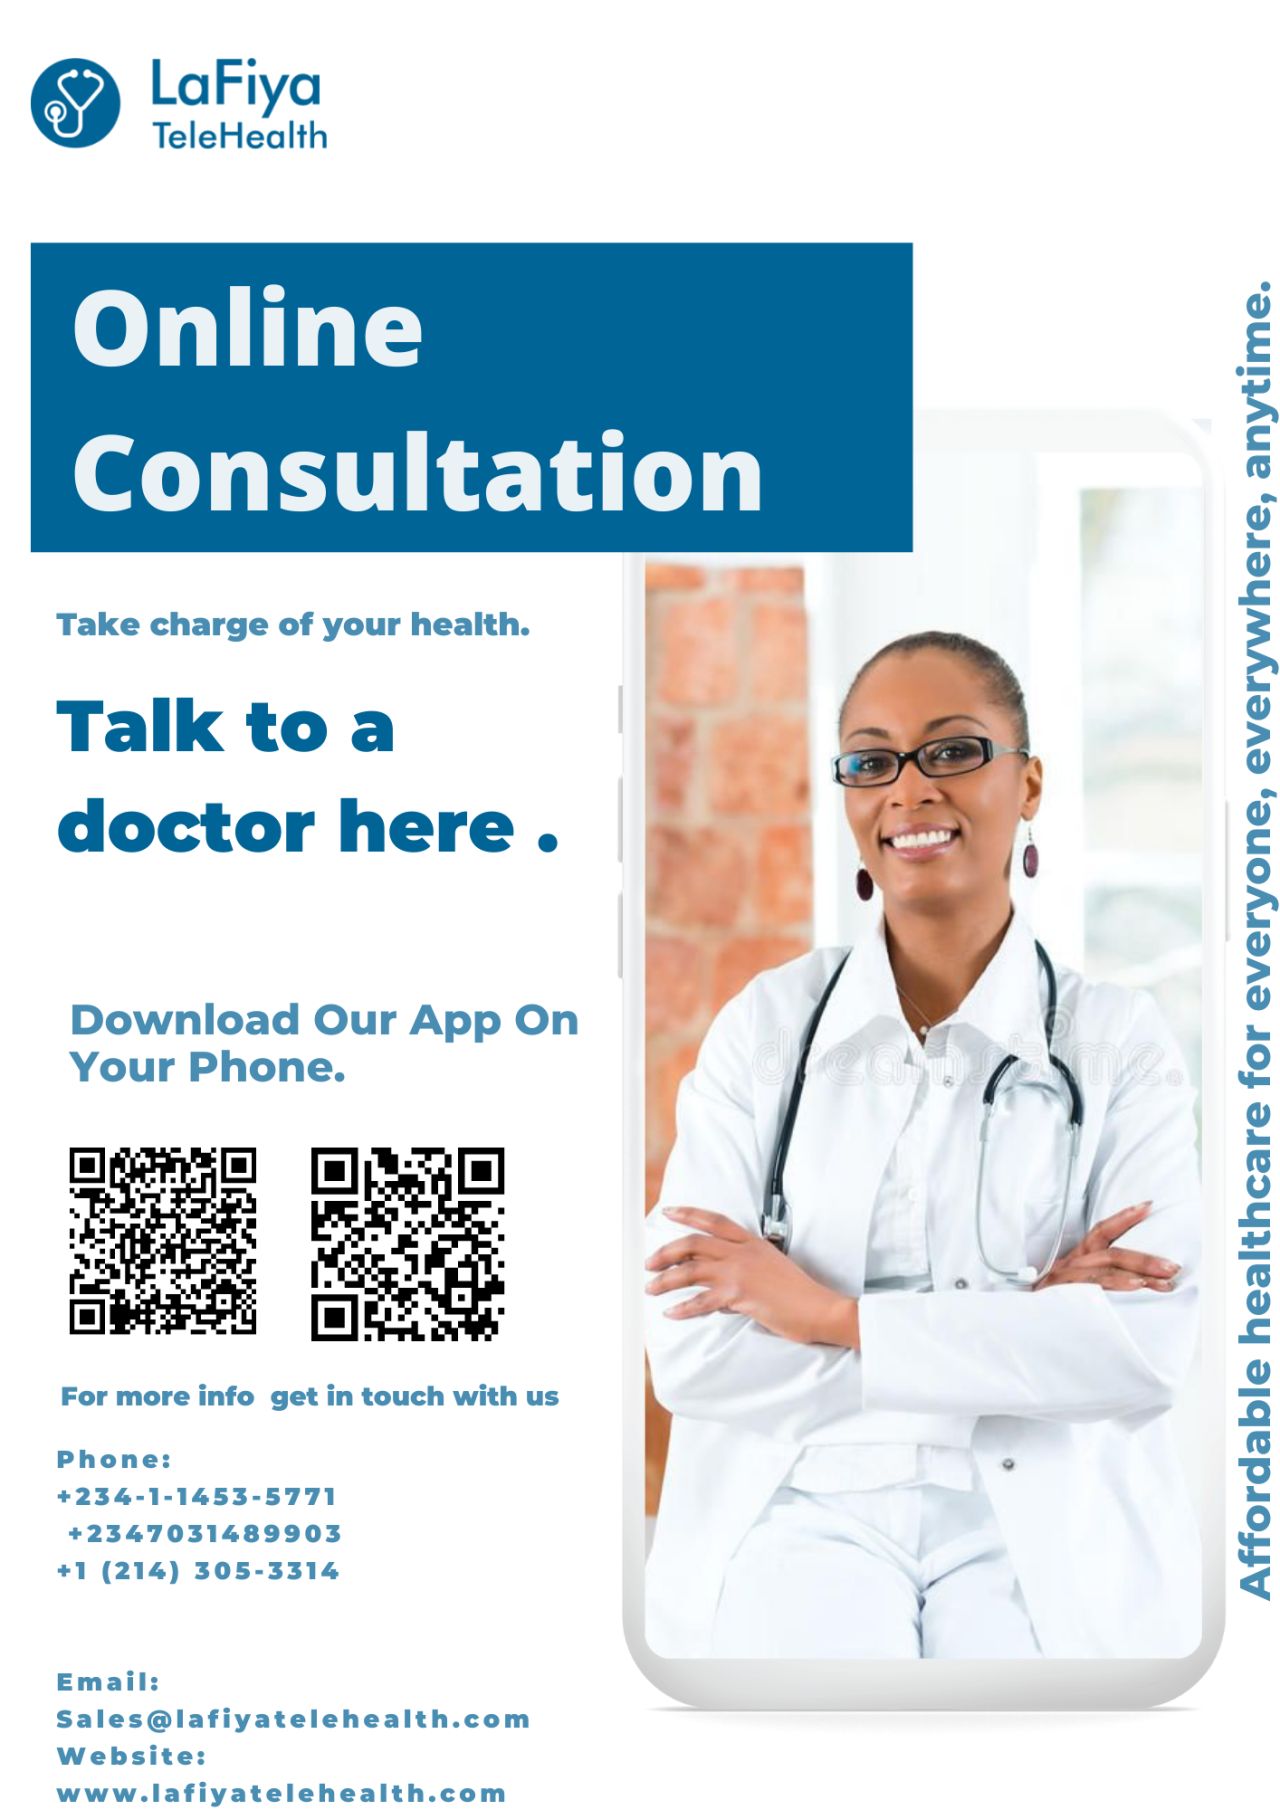 LaFiya
TeleHealth
Online
Consultation
Take charge of your health.
Talk to a
doctor here .
Download Our App On
Your Phone.
For more info  get in touch with us
Phone:
+234-1-1453-5771
+2347031489903
+1 (214) 305-3314
Email:
Sales@lafiyatelehealth.com
Website:
www.lafiyatelehealth.com
Affordable healthcare for everyone, everywhere, anytime.
dreamstime.